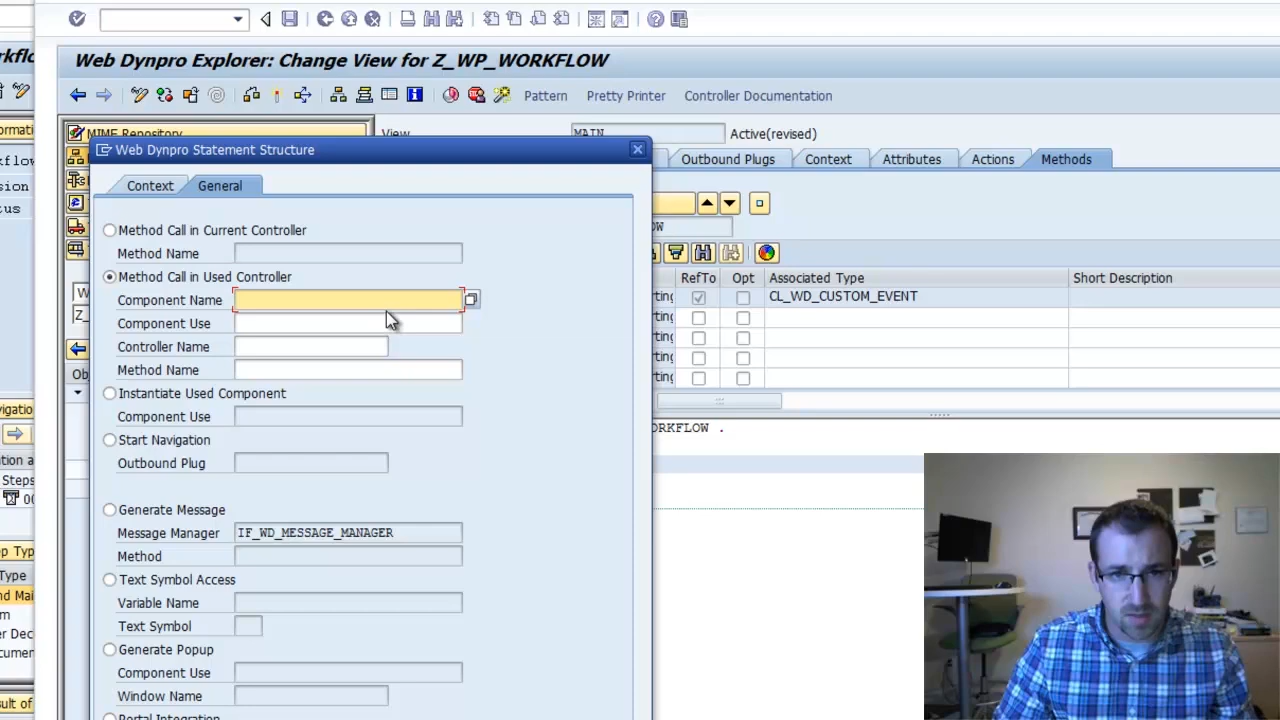 Web Dynpro Explorer: Change View for Z_WP_WORKFLOW
Pattern Pretty Printer Controller Documentation
MIME Repository
View MAIN Active(revised)
Web Dynpro Statement Structure
Outbound Plugs Context Attributes Actions Methods
Context General
Method Call in Current Controller
Method Name
Method Call in Used Controller
RefTo Opt Associated Type Short Description
Component Name
CL_WD_CUSTOM_EVENT
Component Use
Controller Name
Method Name
Instantiate Used Component
Component Use
ORKFLOW .
Start Navigation
Outbound Plug
Steps
Generate Message
Message Manager IF_WD_MESSAGE_MANAGER
Method
Type
Text Symbol Access
Variable Name
Text Symbol
Generate Popup
Component Use
Window Name
Portal Integration